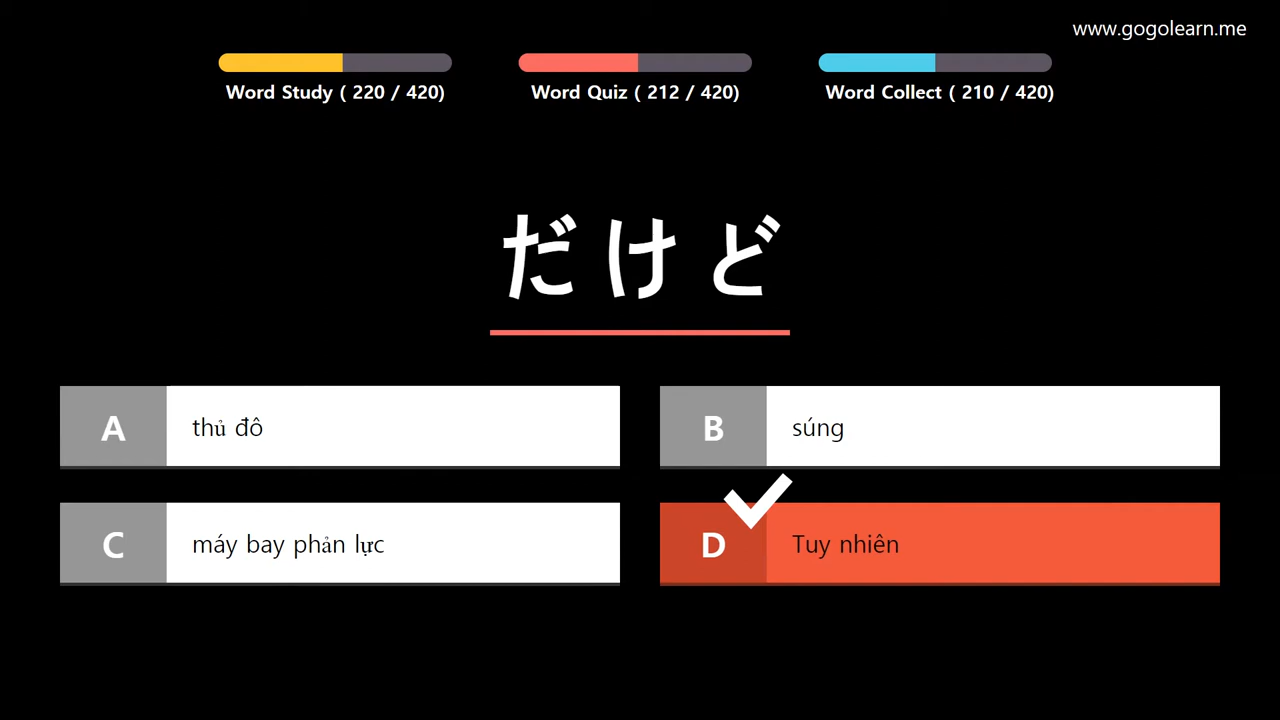 www.gogolearn.me
Word Study ( 220 / 420)
Word Quiz ( 212 / 420)
Word Collect ( 210 / 420)
だけど
A thủ đô
B súng
C máy bay phản lực
D Tuy nhiên